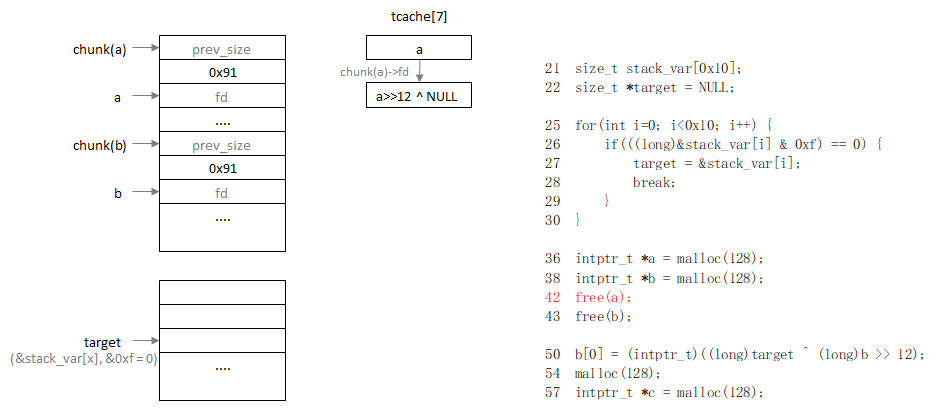 tcache[7]
chunk(a)
prev_size
a
0x91
chunk(a)->fd
a
fd
a>>12 ^ NULL
....
chunk(b)
prev_size
0x91
b
fd
....
target
(&stack_var[x], &0xf = 0)
....
21 size_t stack_var[0x10];
22 size_t *target = NULL;
25 for(int i=0; i<0x10; i++) {
26 if(((long)&stack_var[i] & 0xf) == 0) {
27 target = &stack_var[i];
28 break;
29 }
30 }
36 intptr_t *a = malloc(128);
38 intptr_t *b = malloc(128);
42 free(a);
43 free(b);
50 b[0] = (intptr_t)((long)target ^ (long)b >> 12);
54 malloc(128);
57 intptr_t *c = malloc(128);